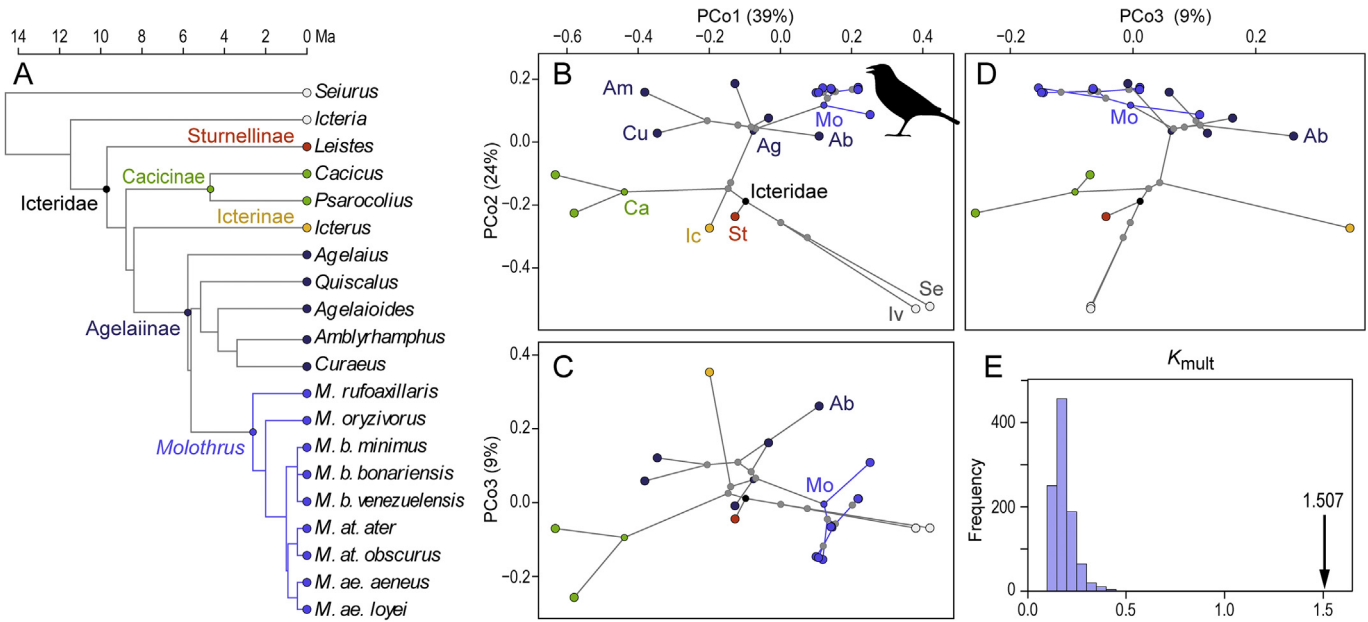 14 12 10 8 6 4 2 0 Ma
A
Seiurus
Icteria
Sturnellinae
Leistes
Cacicinae
Cacicus
Icteridae
Psarocolius
Icterinae
Icterus
Agelaius
Quiscalus
Agelaiinae
Agelaioides
Amblyrhamphus
Curaeus
M. rufoaxillaris
M. oryzivorus
Molothrus
M. b. minimus
M. b. bonariensis
M. b. venezuelensis
M. at. ater
M. at. obscurus
M. ae. aeneus
M. ae. loyei
PCo1 (39%)
−0.6 −0.4 −0.2 0.0 0.2 0.4
B
PCo2 (24%)
0.2
0.0
−0.2
−0.4
Am
Cu
Mo
Ag
Ab
Icteridae
Ca
Ic
St
Se
Iv
C
PCo3 (9%)
0.4
0.2
0.0
−0.2
Ab
Mo
PCo3 (9%)
−0.2 0.0 0.2
D
Mo
Ab
E
Kmult
Frequency
400
200
0
1.507
0.0 0.5 1.0 1.5